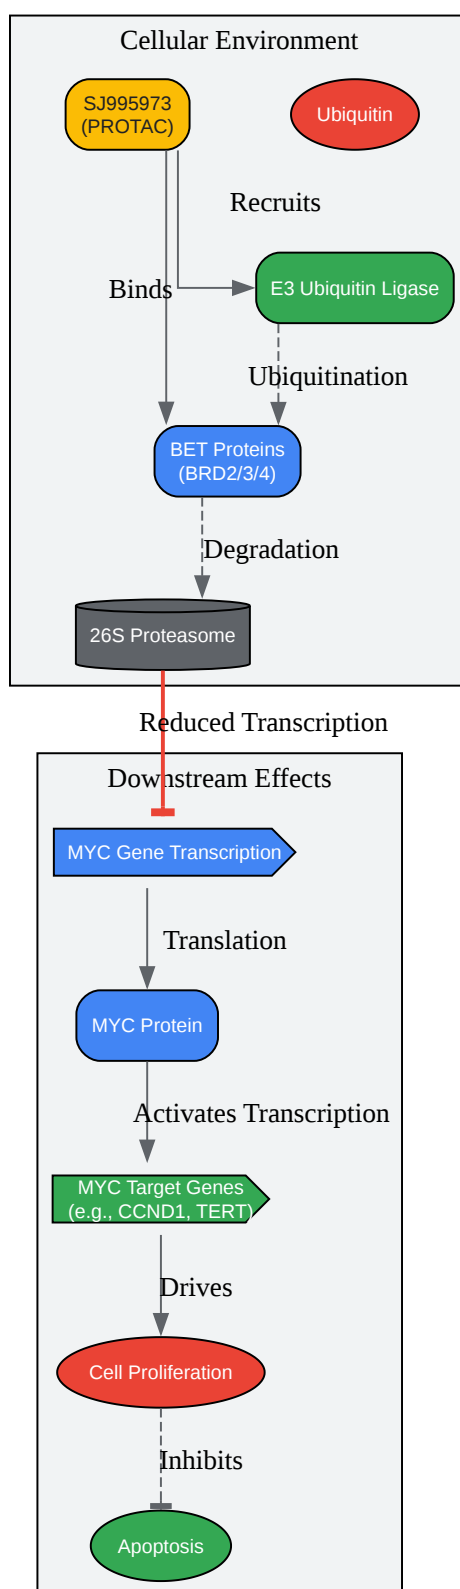 Cellular Environment
SJ995973
(PROTAC)
Ubiquitin
Recruits
Binds
E3 Ubiquitin Ligase
Ubiquitination
BET Proteins
(BRD2/3/4)
Degradation
26S Proteasome
Reduced Transcription
Downstream Effects
MYC Gene Transcription
Translation
MYC Protein
Activates Transcription
MYC Target Genes
(e.g., CCND1, TERT)
Drives
Cell Proliferation
Inhibits
Apoptosis